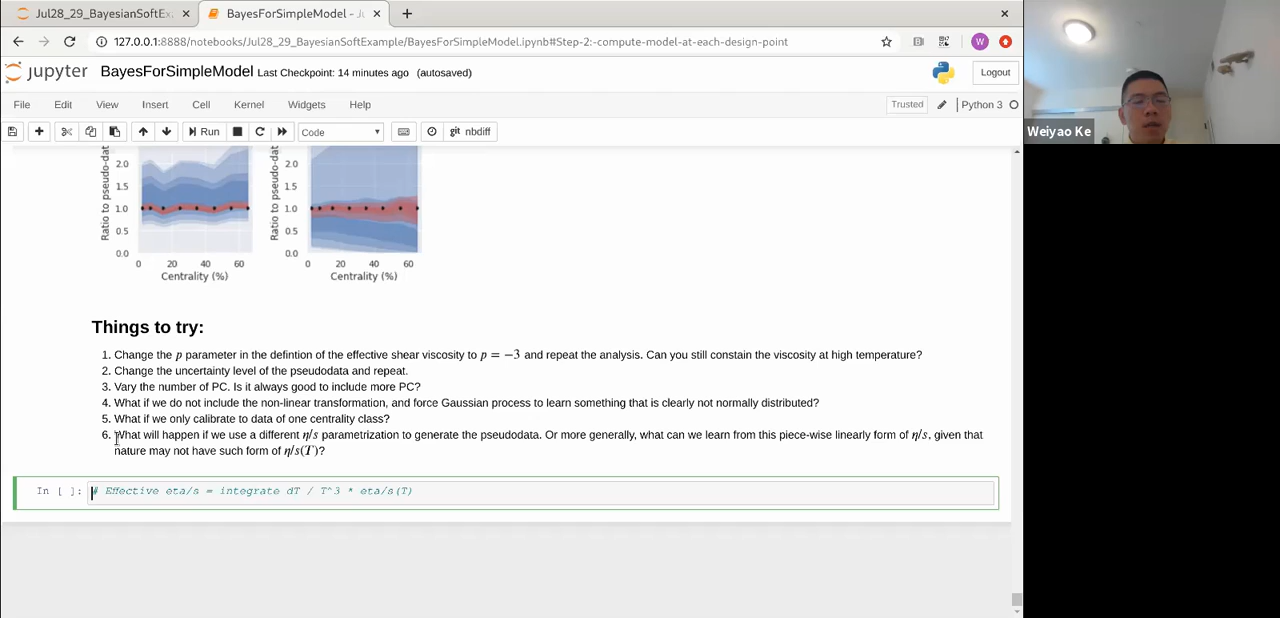 Jul28_29_BayesianSoftEx
BayesForSimpleModel - Ju
127.0.0.1:8888/notebooks/Jul28_29_BayesianSoftExample/BayesForSimpleModel.ipynb#Step-2:-compute-model-at-each-design-point
W
jupyter BayesForSimpleModel Last Checkpoint: 14 minutes ago (autosaved)
Logout
File Edit View Insert Cell Kernel Widgets Help
Trusted Python 3
Run Code nbdiff
Weiyao Ke
Ratio to pseudo-dat
2.0
1.5
1.0
0.5
0.0
0 20 40 60
Centrality (%)
Ratio to pseudo-dat
2.0
1.5
1.0
0.5
0.0
0 20 40 60
Centrality (%)
Things to try:
1. Change the p parameter in the defintion of the effective shear viscosity to p = −3 and repeat the analysis. Can you still constain the viscosity at high temperature?
2. Change the uncertainty level of the pseudodata and repeat.
3. Vary the number of PC. Is it always good to include more PC?
4. What if we do not include the non-linear transformation, and force Gaussian process to learn something that is clearly not normally distributed?
5. What if we only calibrate to data of one centrality class?
6. What will happen if we use a different η/s parametrization to generate the pseudodata. Or more generally, what can we learn from this piece-wise linearly form of η/s, given that
nature may not have such form of η/s(T)?
In [ ]: # Effective eta/s = integrate dT / T^3 * eta/s(T)